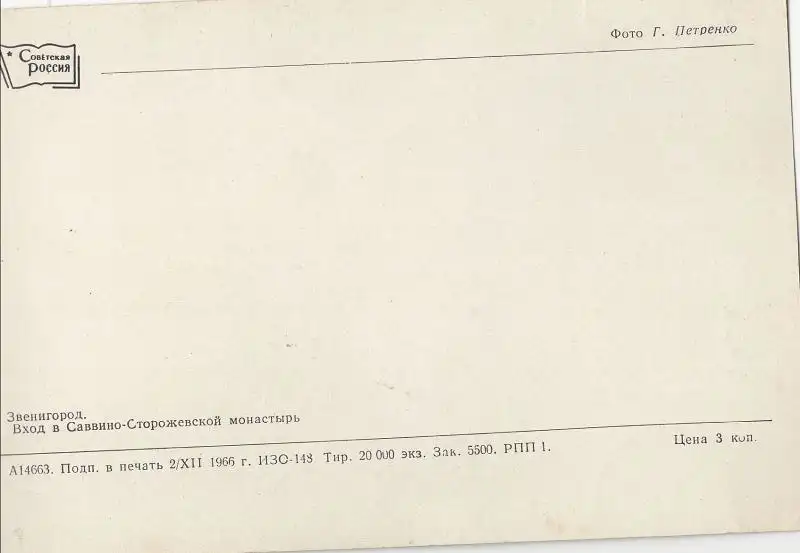 Советская
Россия
Фото Г. Петренко
Звенигород.
Вход в Саввино-Сторожевской монастырь
А14663. Подп. в печать 2/XII 1966 г. ИЗО-148 Тир. 20 000 экз. Зак. 5500. РПП 1.
Цена 3 коп.